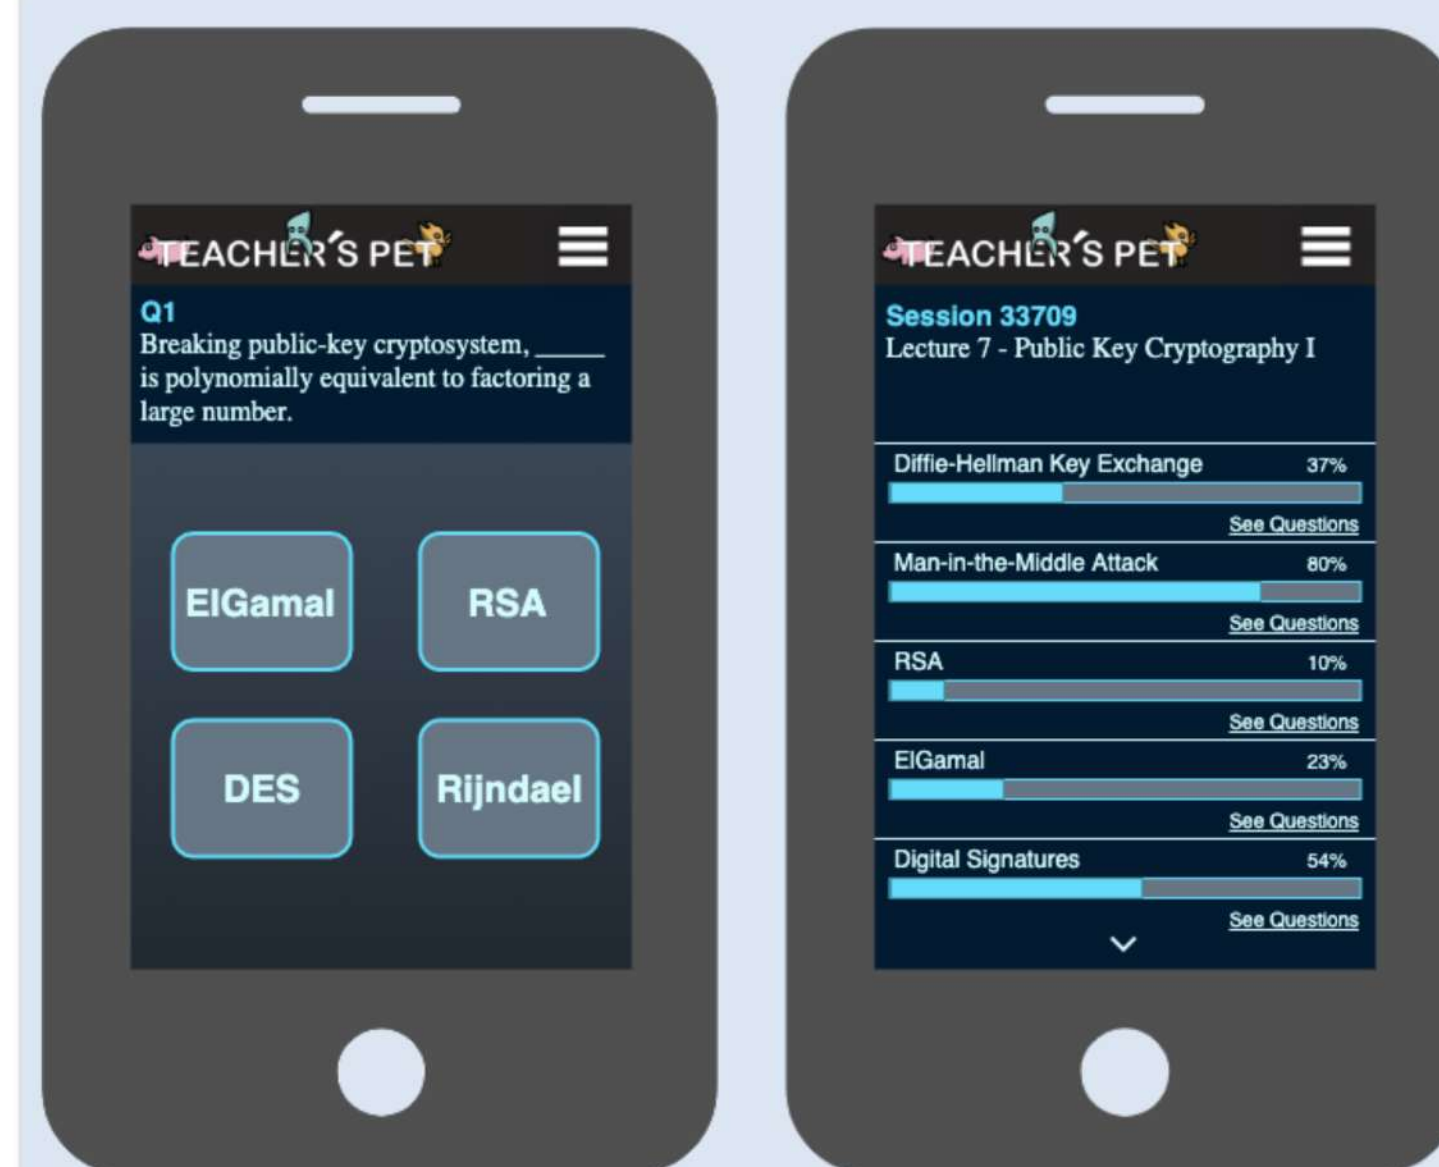 TEACHER´S PET
Q1
Breaking public-key cryptosystem, _____
is polynomially equivalent to factoring a
large number.
ElGamal
RSA
DES
Rijndael
TEACHER´S PET
Session 33709
Lecture 7 - Public Key Cryptography I
Diffie-Hellman Key Exchange 37%
See Questions
Man-in-the-Middle Attack 80%
See Questions
RSA 10%
See Questions
ElGamal 23%
See Questions
Digital Signatures 54%
See Questions